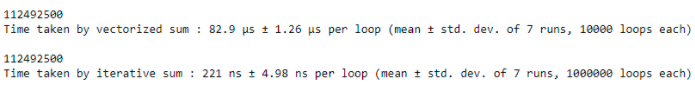 112492500
Time taken by vectorized sum : 82.9 µs ± 1.26 µs per loop (mean ± std. dev. of 7 runs, 10000 loops each)
112492500
Time taken by iterative sum : 221 ns ± 4.98 ns per loop (mean ± std. dev. of 7 runs, 1000000 loops each)